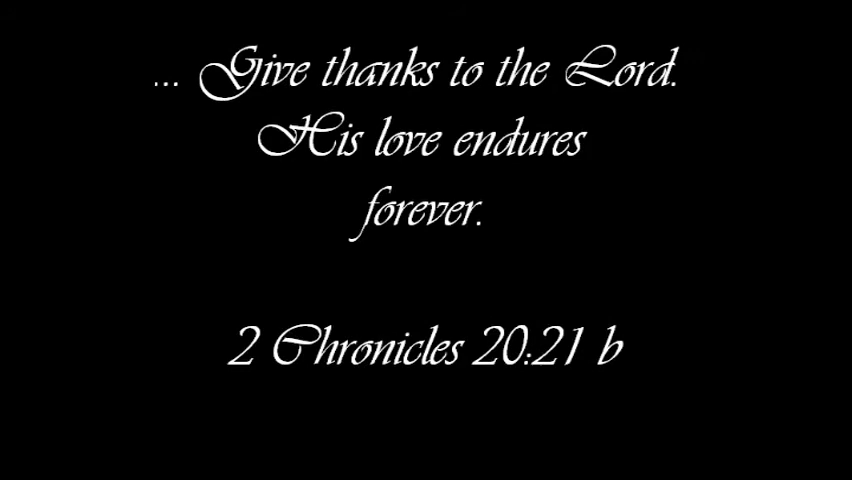 ... Give thanks to the Lord.
His love endures
forever.
2 Chronicles 20:21 b